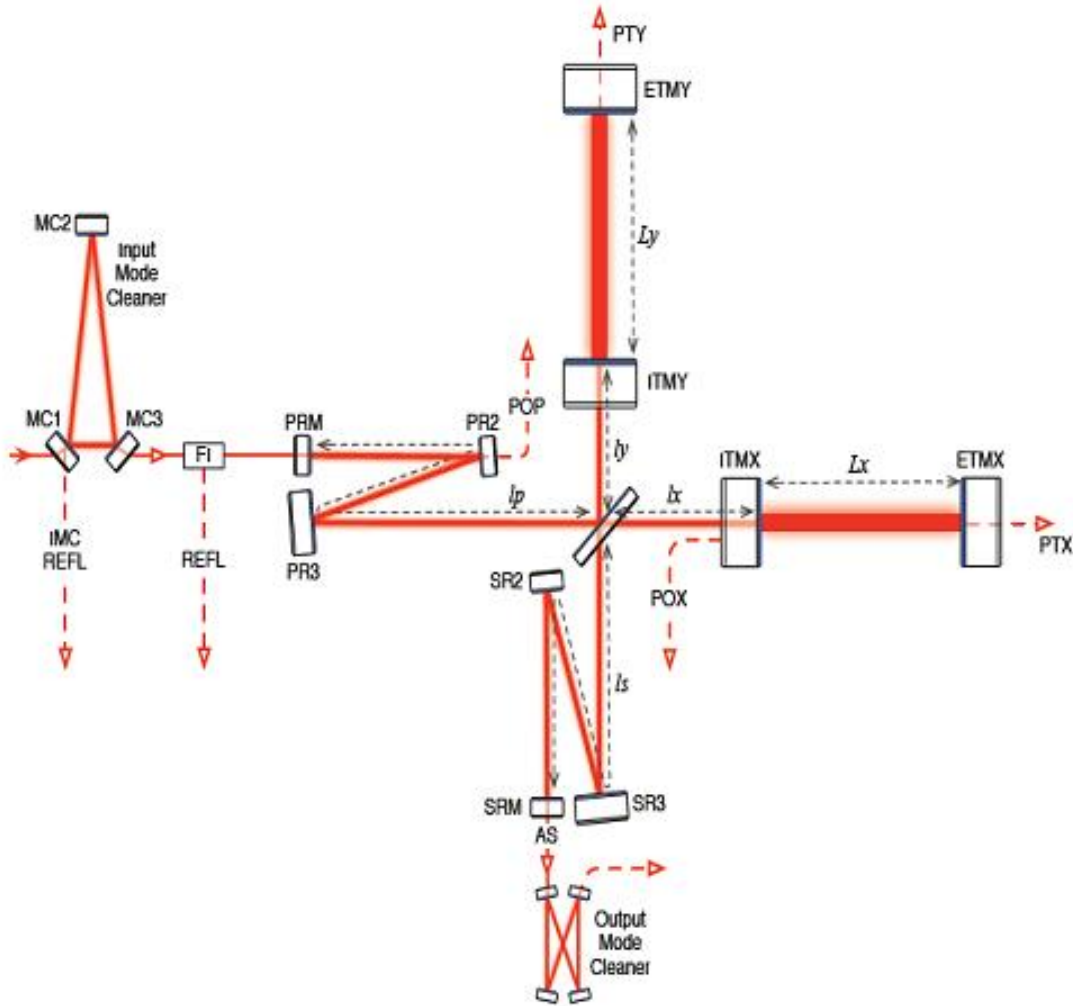 PTY
ETMY
Ly
MC2
Input
Mode
Cleaner
ITMY
MC1
MC3
PRM
PR2
POP
FI
ly
ITMX
Lx
ETMX
lp
lx
IMC
REFL
REFL
PR3
SR2
POX
PTX
ls
SRM
SR3
AS
Output
Mode
Cleaner